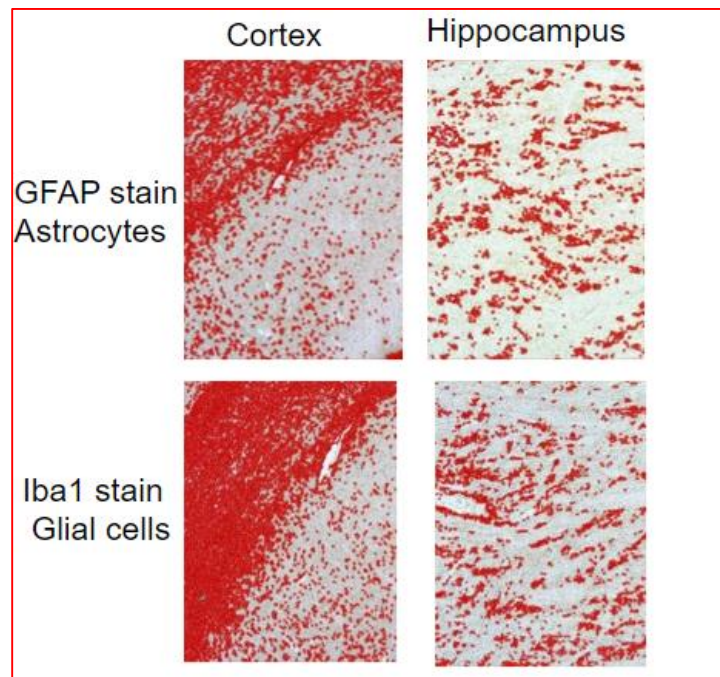 Cortex
Hippocampus
GFAP stain
Astrocytes
Iba1 stain
Glial cells